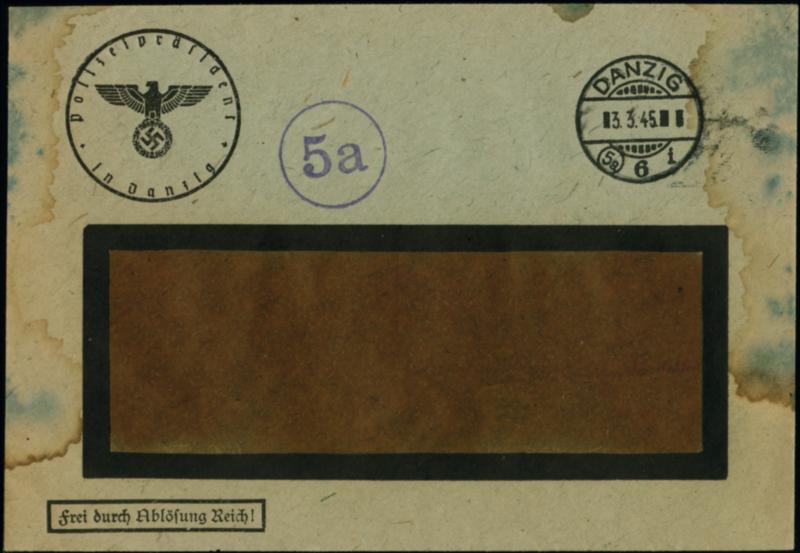 Polizeipräsident
in Danzig
5a
DANZIG
3.3.45
5a
6 i
Frei durch Ablösung Reich!